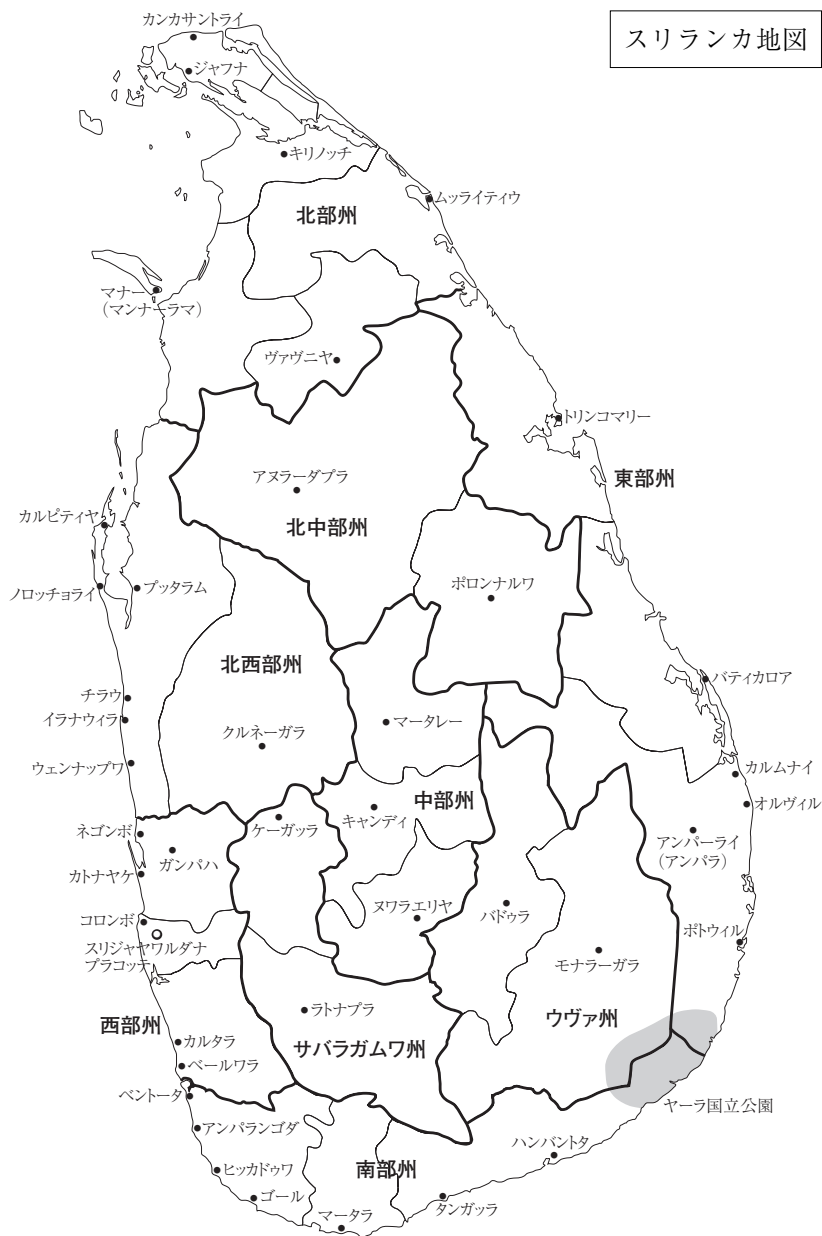 カンカサントライ
スリランカ地図
ジャフナ
キリノッチ
ムッライティウ
北部州
マナー
（マンナーラマ）
ヴァヴニヤ
トリンコマリー
アヌラーダプラ
東部州
カルピティヤ
北中部州
ノロッチョライ
プッタラム
ポロンナルワ
北西部州
バティカロア
チラウ
イラナウィラ
マータレー
クルネーガラ
ウェンナップワ
カルムナイ
オルヴィル
中部州
キャンディ
ケーガッラ
ネゴンボ
ガンパハ
アンパーライ
（アンパラ）
カトナヤケ
ヌワラエリヤ
バドゥラ
コロンボ
スリジャヤワルダナ
プラコッテ
ポトウィル
モナラーガラ
西部州
ラトナプラ
ウヴァ州
カルタラ
サバラガムワ州
ベールワラ
ベントータ
ヤーラ国立公園
アンパランゴダ
ハンバントタ
ヒッカドゥワ
南部州
ゴール
タンガッラ
マータラ